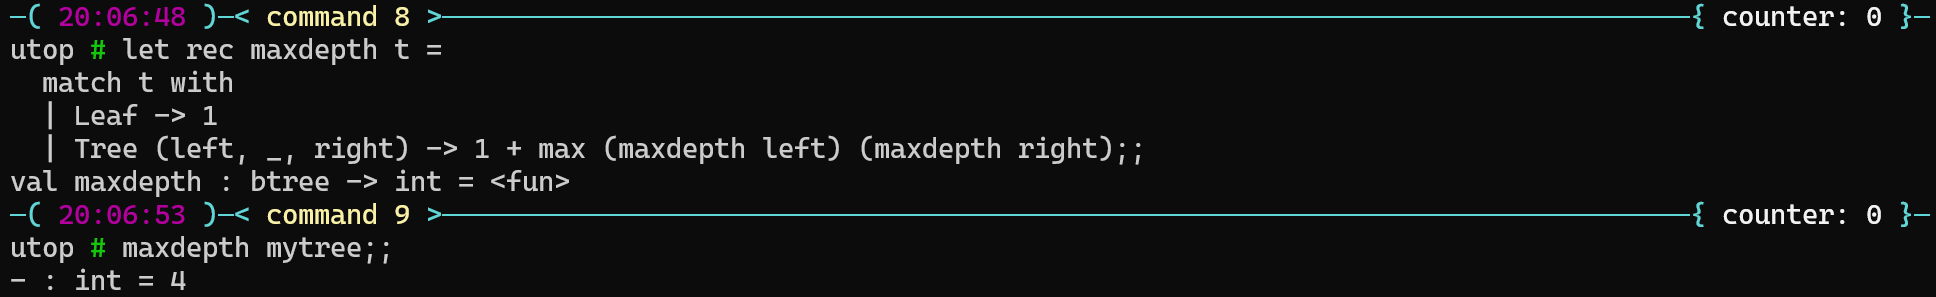 ─( 20:06:48 )─< command 8 >──────────────────────────────{ counter: 0 }─
utop # let rec maxdepth t =
  match t with
  | Leaf -> 1
  | Tree (left, _, right) -> 1 + max (maxdepth left) (maxdepth right);;
val maxdepth : btree -> int = <fun>
─( 20:06:53 )─< command 9 >──────────────────────────────{ counter: 0 }─
utop # maxdepth mytree;;
- : int = 4